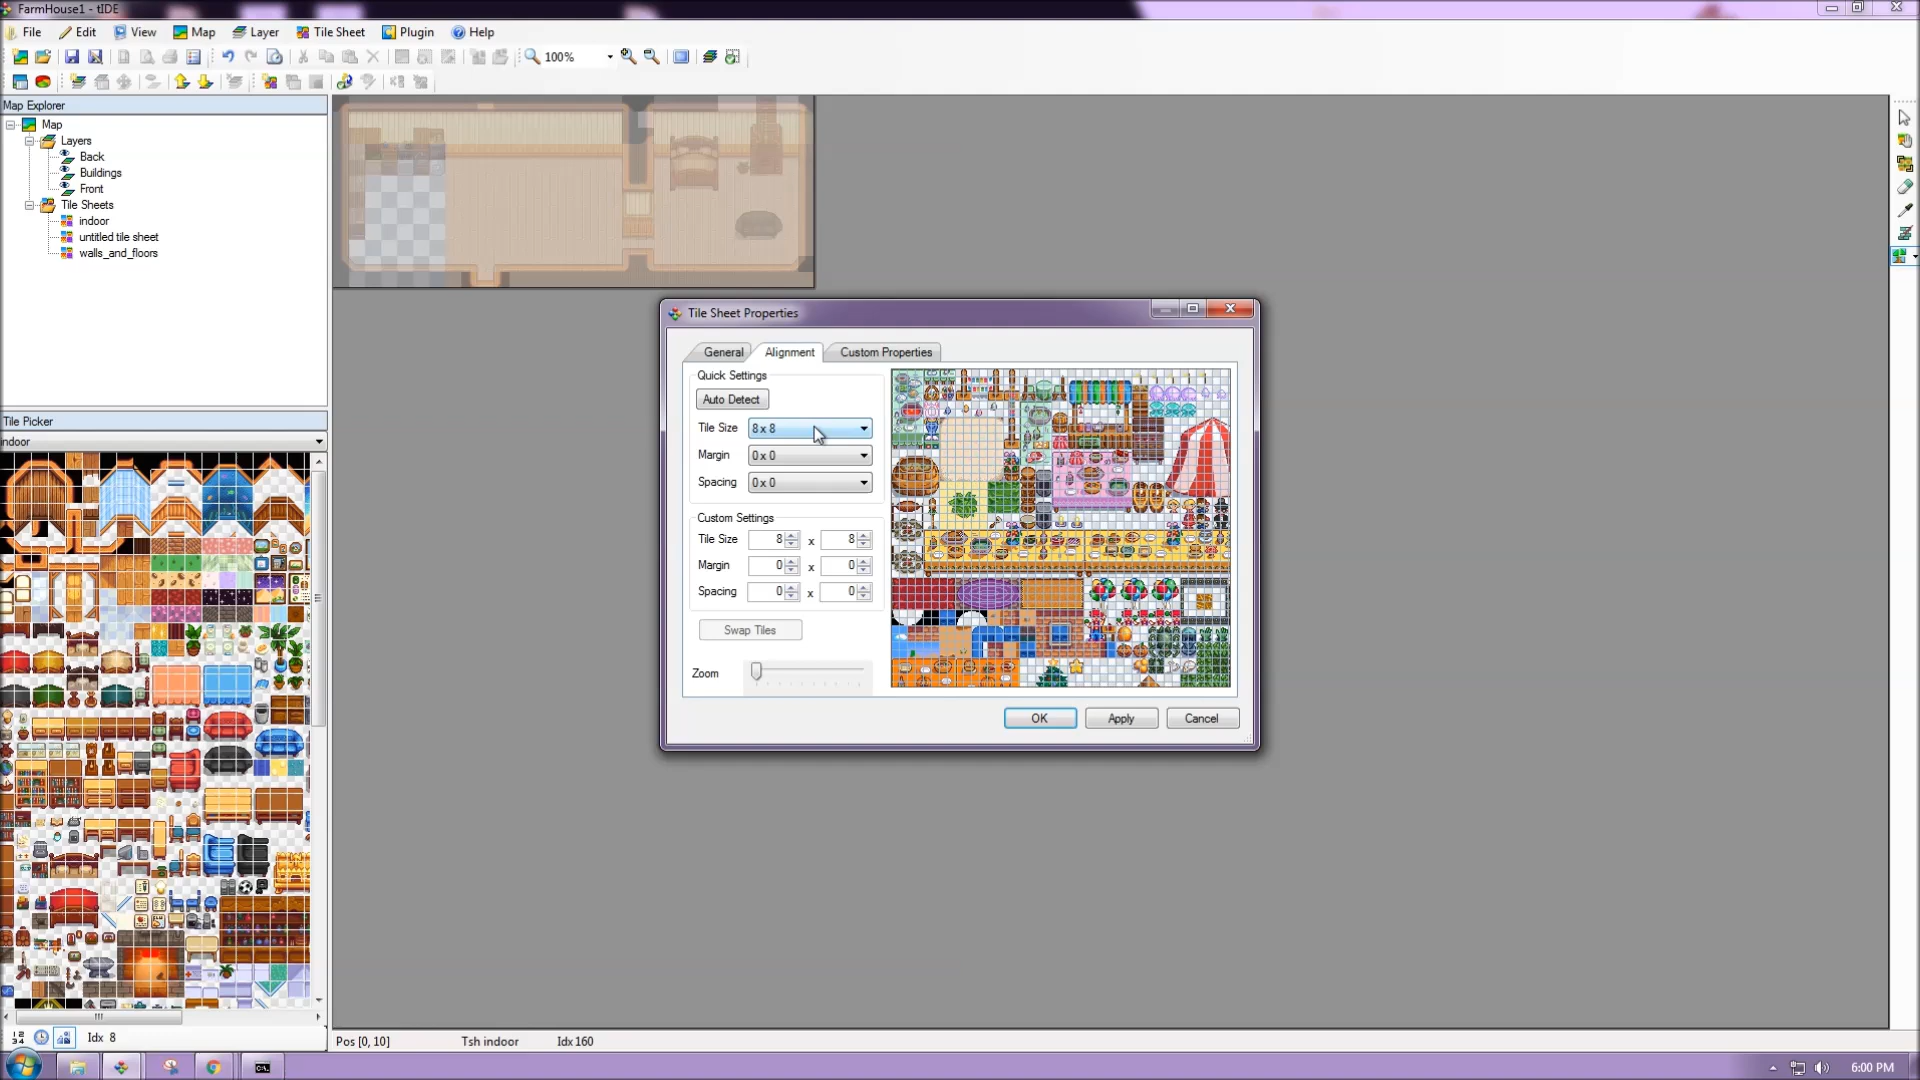 FarmHouse1 - tIDE
File Edit View Map Layer Tile Sheet Plugin Help
100%
Map Explorer
Map
Layers
Back
Buildings
Front
Tile Sheets
indoor
untitled tile sheet
walls_and_floors
Tile Picker
indoor
Idx 8
Pos [0, 10] Tsh indoor Idx 160
Tile Sheet Properties
General Alignment Custom Properties
Quick Settings
Auto Detect
Tile Size 8 x 8
Margin 0 x 0
Spacing 0 x 0
Custom Settings
Tile Size 8 x 8
Margin 0 x 0
Spacing 0 x 0
Swap Tiles
Zoom
OK Apply Cancel
6:00 PM